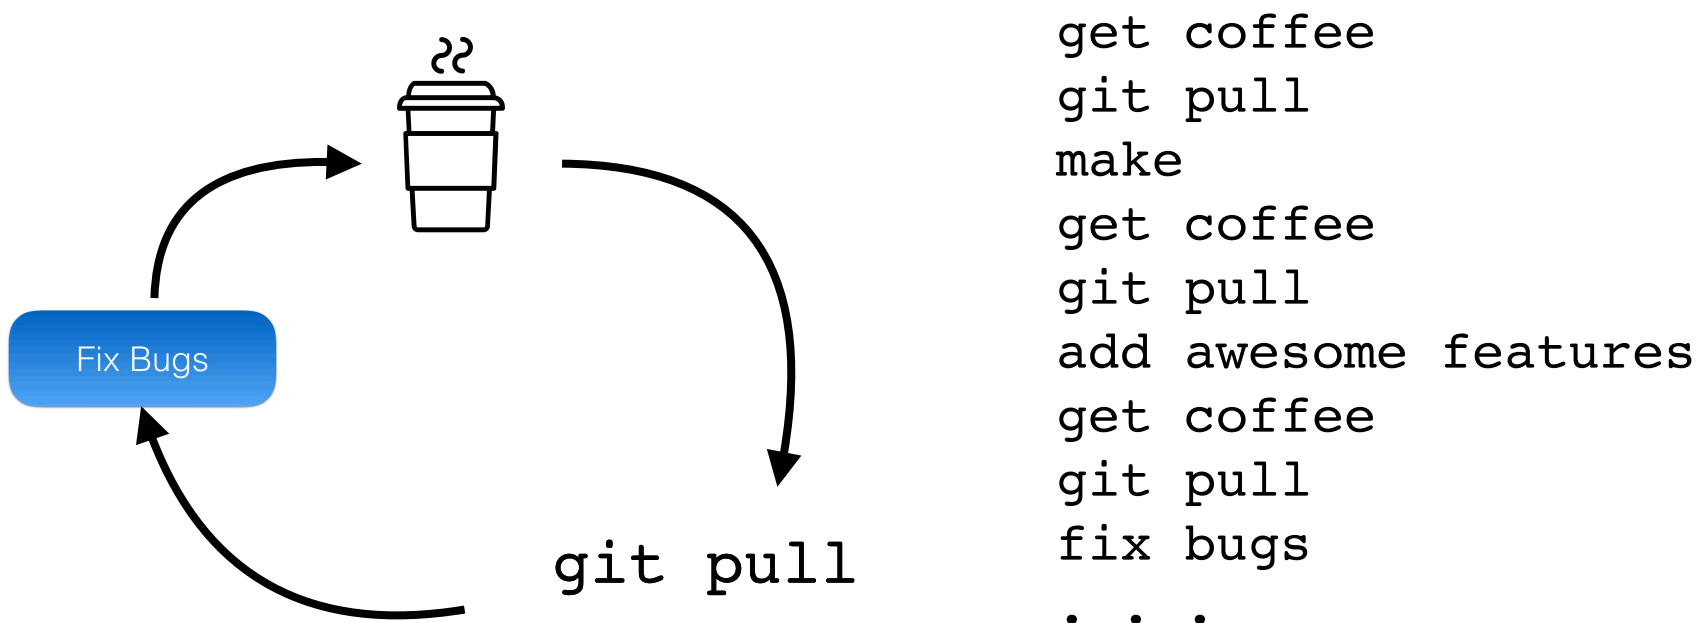 Fix Bugs
git pull
get coffee
git pull
make
get coffee
git pull
add awesome features
get coffee
git pull
fix bugs
...